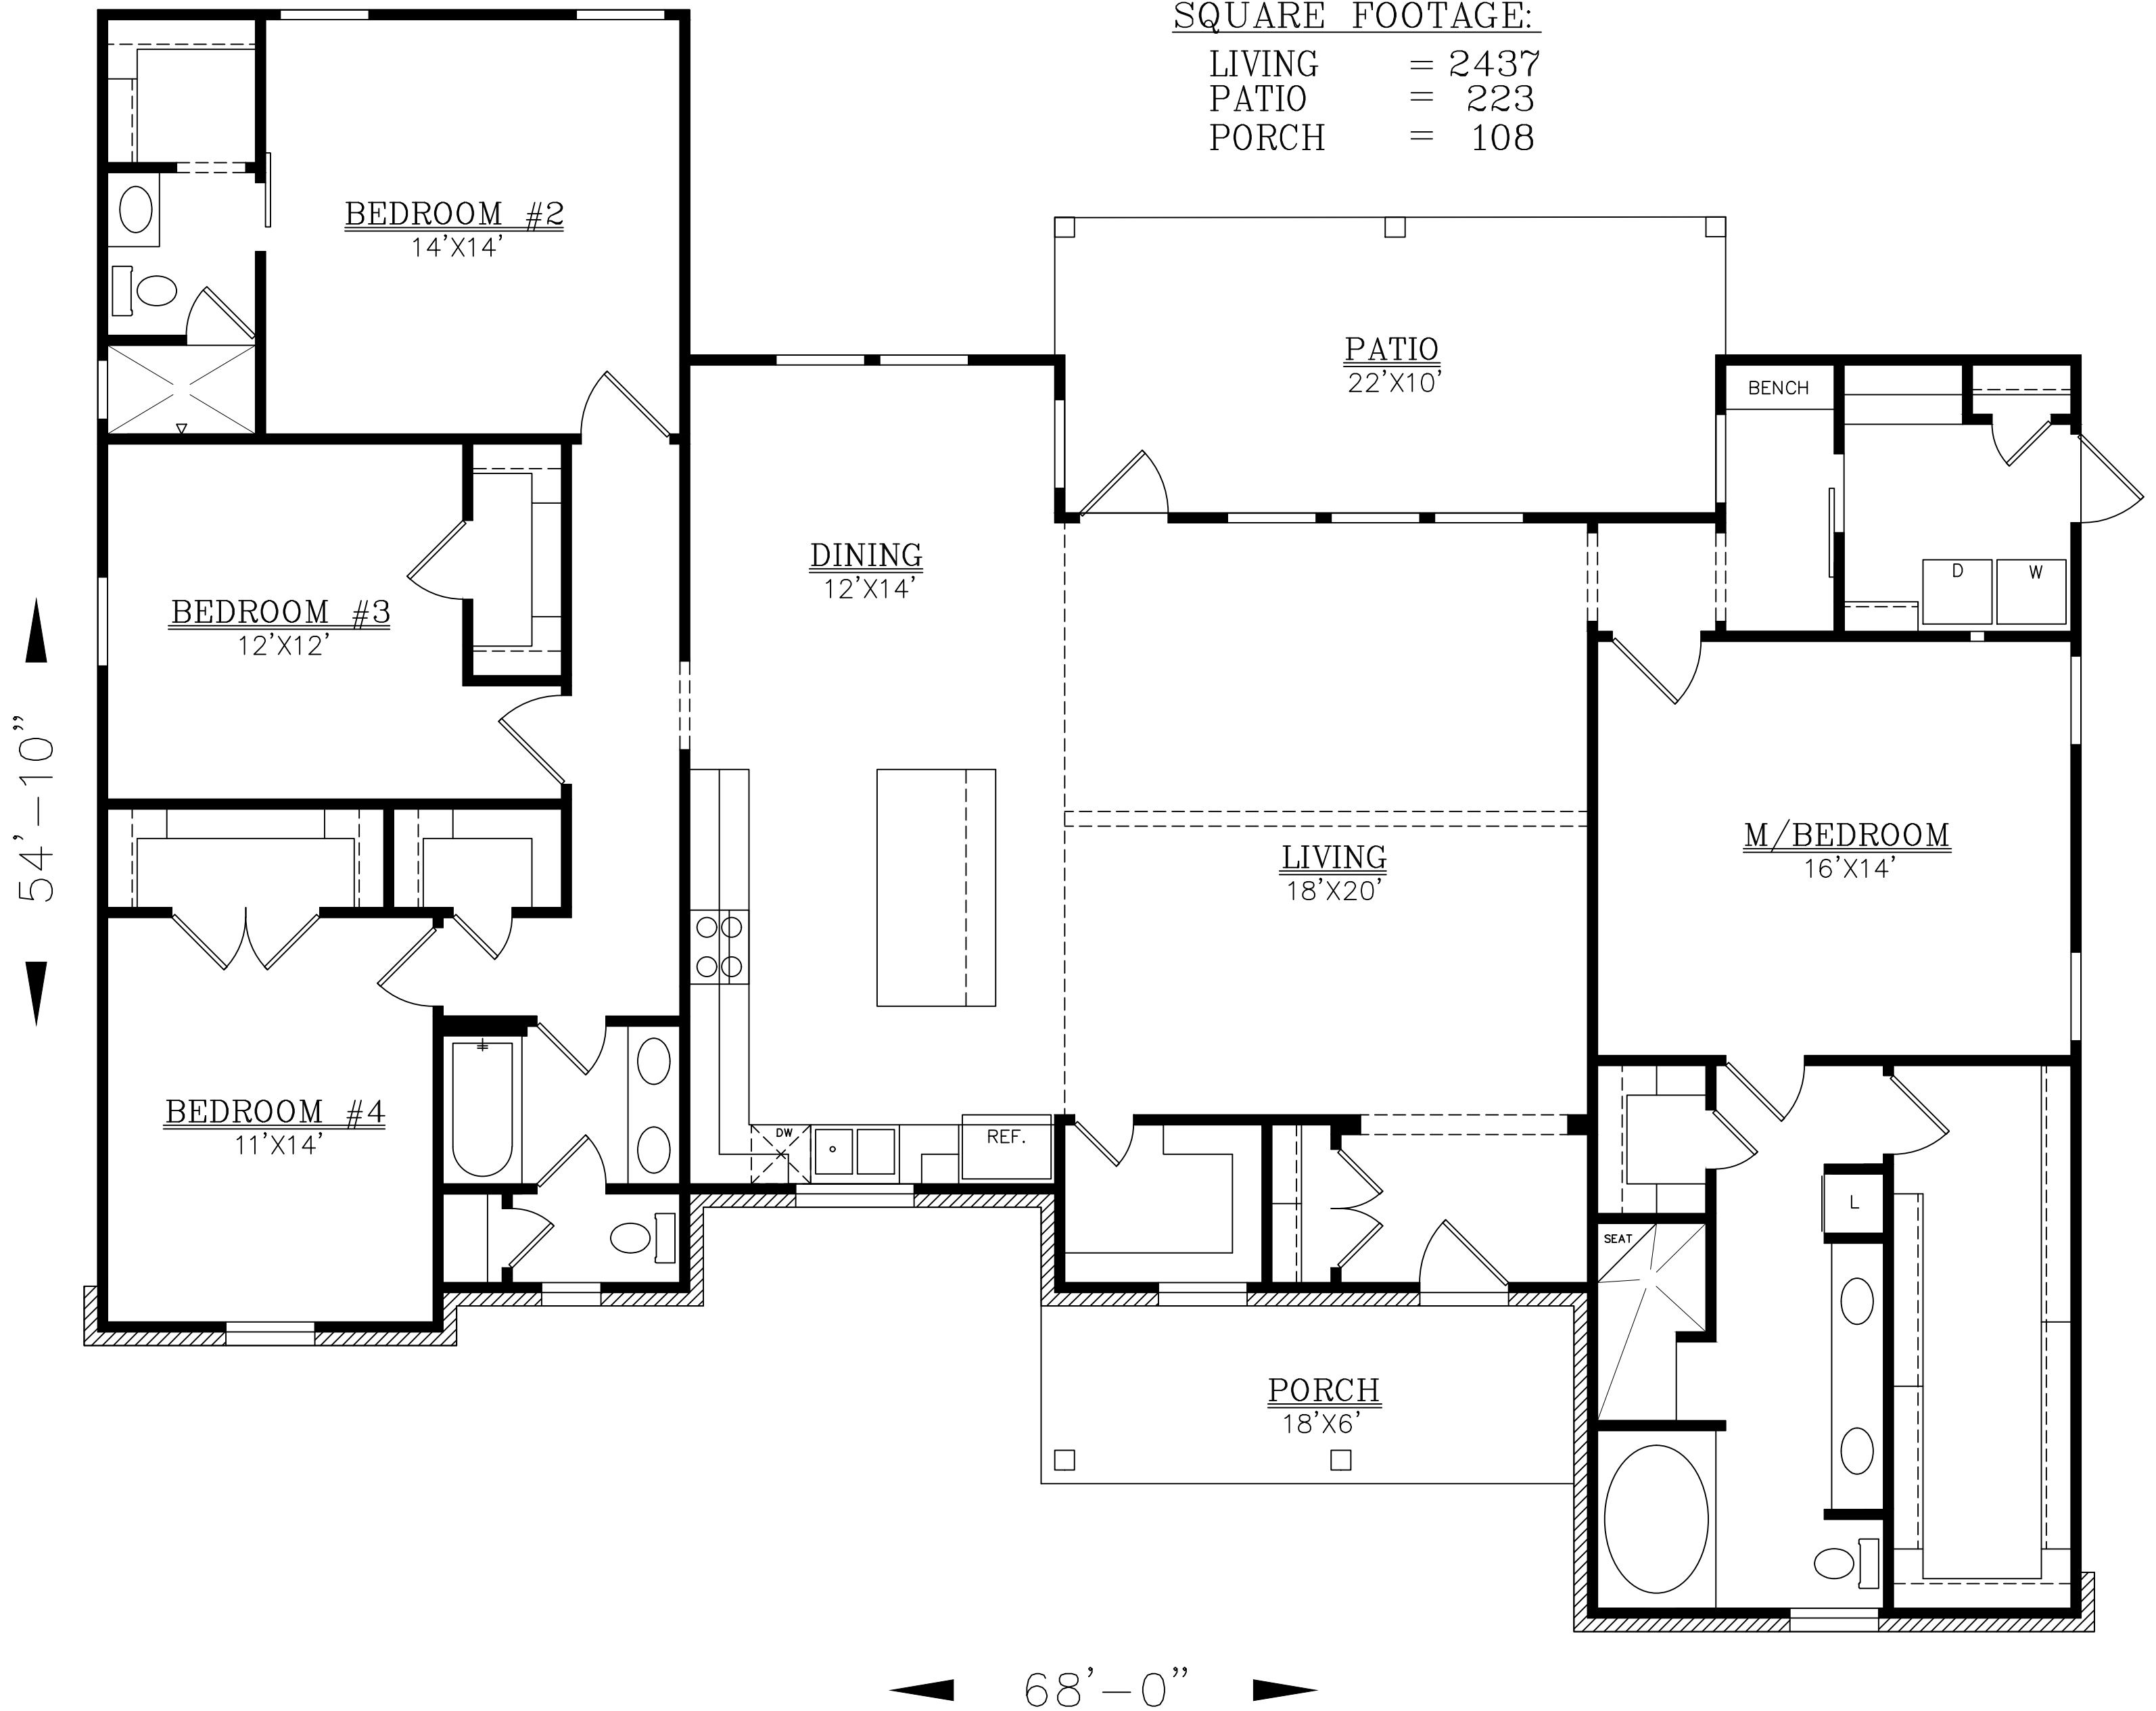 SQUARE FOOTAGE:
LIVING = 2437
PATIO = 223
PORCH = 108
BEDROOM #2
14'X14'
PATIO
22'X10'
BENCH
DINING
12'X14'
D
W
BEDROOM #3
12'X12'
54'-10"
LIVING
18'X20'
M/BEDROOM
16'X14'
BEDROOM #4
11'X14'
DW
REF.
L
SEAT
PORCH
18'X6'
68'-0"